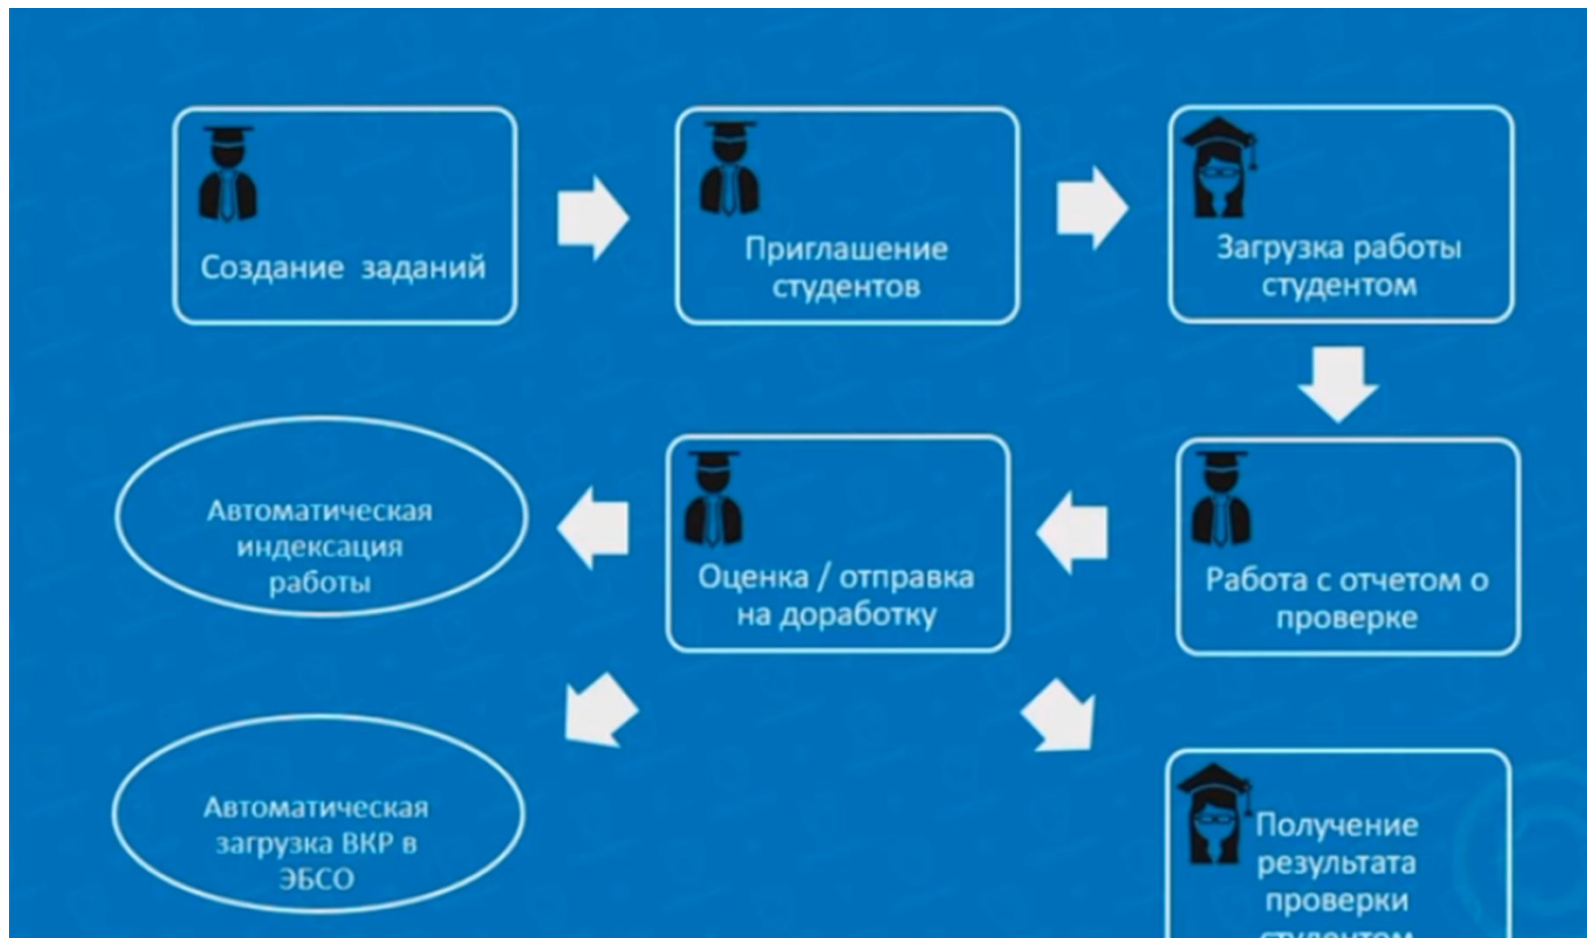 Создание заданий
Приглашение
студентов
Загрузка работы
студентом
Автоматическая
индексация
работы
Оценка / отправка
на доработку
Работа с отчетом о
проверке
Автоматическая
загрузка ВКР в
ЭБСО
Получение
результата
проверки
студентом